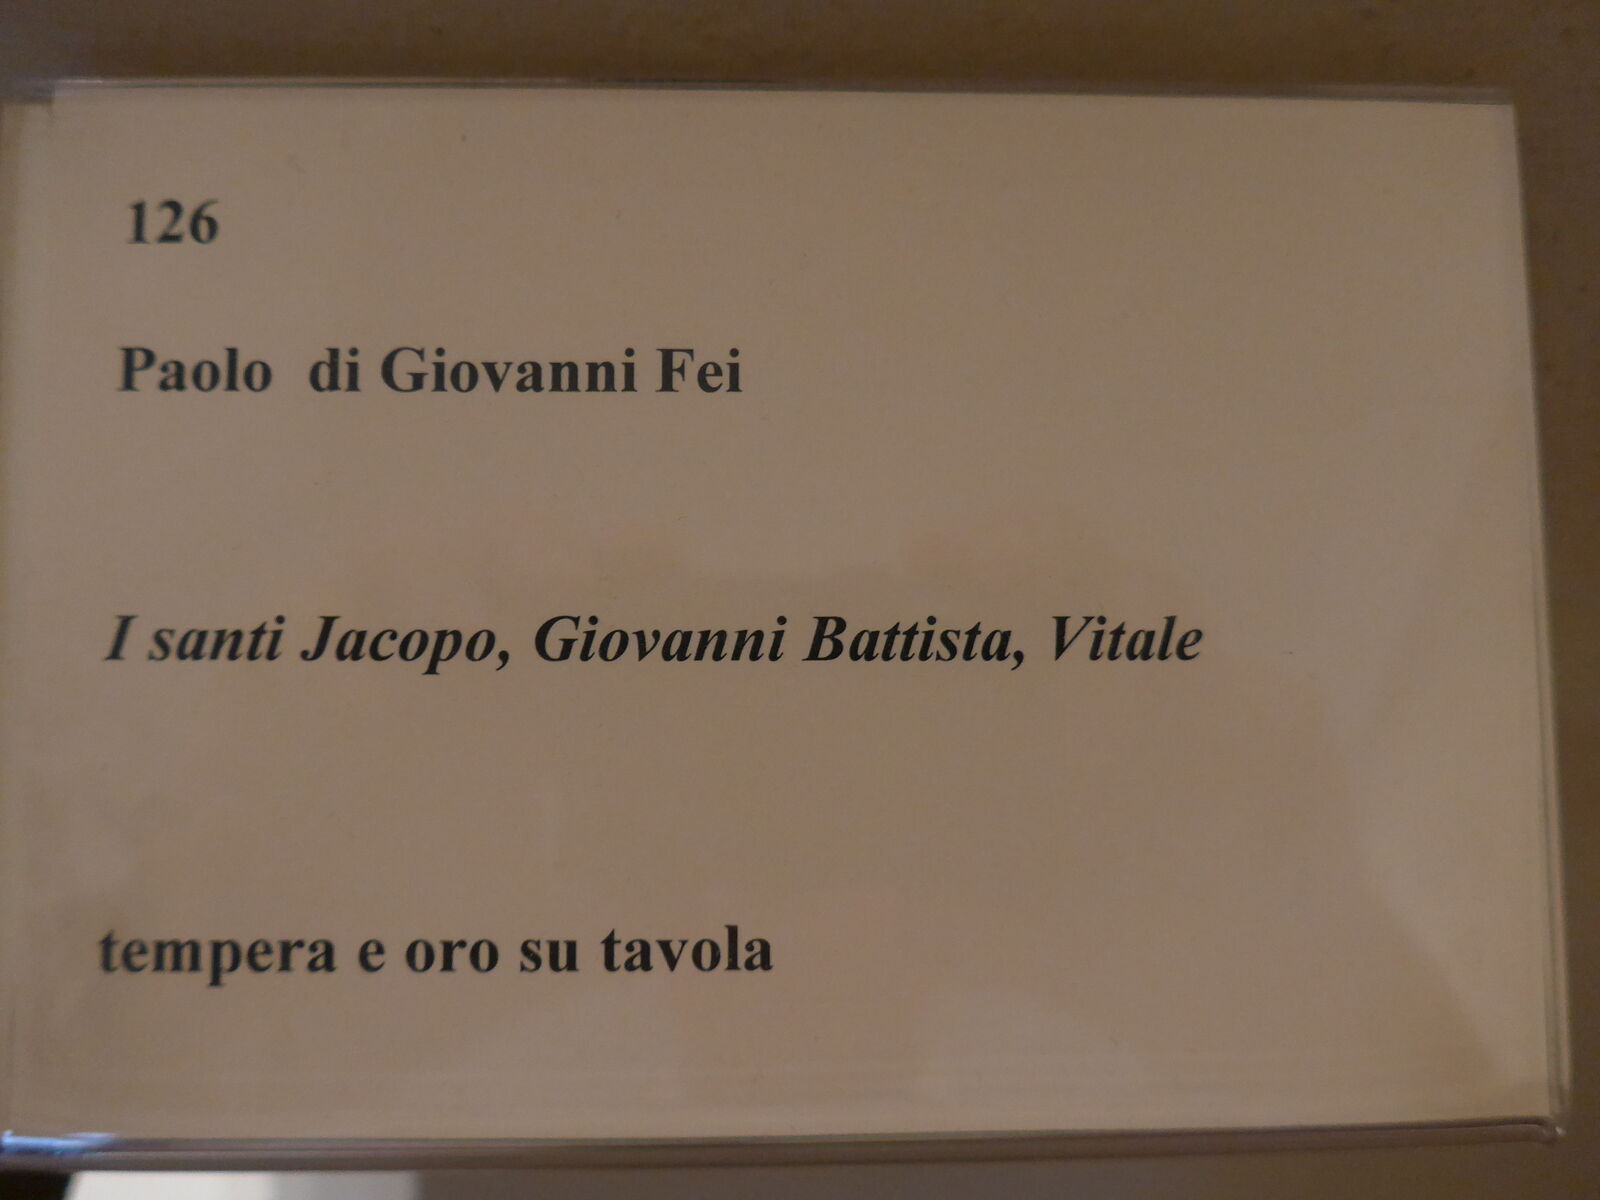 126
Paolo di Giovanni Fei
I santi Jacopo, Giovanni Battista, Vitale
tempera e oro su tavola